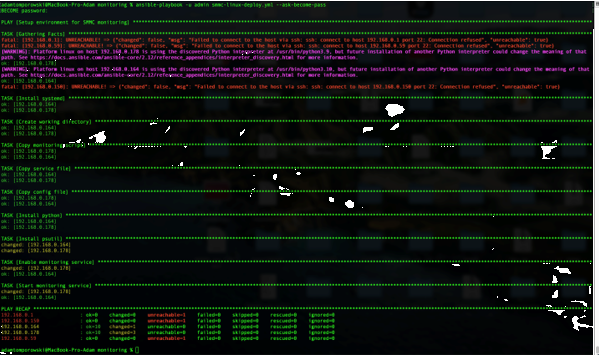 adamtomporowski@MacBook-Pro-Adam monitoring % ansible-playbook -u admin smmc-linux-deploy.yml --ask-become-pass
BECOME password:
PLAY [Setup environment for SMMC monitoring] ***
TASK [Gathering Facts] ***
fatal: [192.168.0.1]: UNREACHABLE! => {"changed": false, "msg": "Failed to connect to the host via ssh: ssh: connect to host 192.168.0.1 port 22: Connection refused", "unreachable": true}
fatal: [192.168.0.59]: UNREACHABLE! => {"changed": false, "msg": "Failed to connect to the host via ssh: ssh: connect to host 192.168.0.59 port 22: Connection refused", "unreachable": true}
[WARNING]: Platform linux on host 192.168.0.178 is using the discovered Python interpreter at /usr/bin/python3.9, but future installation of another Python interpreter could change the meaning of that
path. See https://docs.ansible.com/ansible-core/2.12/reference_appendices/interpreter_discovery.html for more information.
ok: [192.168.0.178]
[WARNING]: Platform linux on host 192.168.0.164 is using the discovered Python interpreter at /usr/bin/python3.10, but future installation of another Python interpreter could change the meaning of that
path. See https://docs.ansible.com/ansible-core/2.12/reference_appendices/interpreter_discovery.html for more information.
ok: [192.168.0.164]
fatal: [192.168.0.150]: UNREACHABLE! => {"changed": false, "msg": "Failed to connect to the host via ssh: ssh: connect to host 192.168.0.150 port 22: Connection refused", "unreachable": true}
TASK [Install systemd] ***
ok: [192.168.0.164]
ok: [192.168.0.178]
TASK [Create working directory] ***
ok: [192.168.0.164]
ok: [192.168.0.178]
TASK [Copy monitoring script] ***
ok: [192.168.0.178]
ok: [192.168.0.164]
TASK [Copy service file] ***
ok: [192.168.0.164]
ok: [192.168.0.178]
TASK [Copy config file] ***
ok: [192.168.0.164]
ok: [192.168.0.178]
TASK [Install python] ***
ok: [192.168.0.178]
ok: [192.168.0.164]
TASK [Install psutil] ***
changed: [192.168.0.164]
changed: [192.168.0.178]
TASK [Enable monitoring service] ***
changed: [192.168.0.178]
ok: [192.168.0.164]
TASK [Start monitoring service] ***
changed: [192.168.0.178]
ok: [192.168.0.164]
PLAY RECAP ***
192.168.0.1 : ok=0 changed=0 unreachable=1 failed=0 skipped=0 rescued=0 ignored=0
: ok=0 changed=0 unreachable=1 failed=0 skipped=0 rescued=0 ignored=0
192.168.0.164 : ok=10 changed=1 unreachable=0 failed=0 skipped=0 rescued=0 ignored=0
192.168.0.178 : ok=10 changed=3 unreachable=0 failed=0 skipped=0 rescued=0 ignored=0
192.168.0.59 : ok=0 changed=0 unreachable=1 failed=0 skipped=0 rescued=0 ignored=0
adamtomporowski@MacBook-Pro-Adam monitoring %